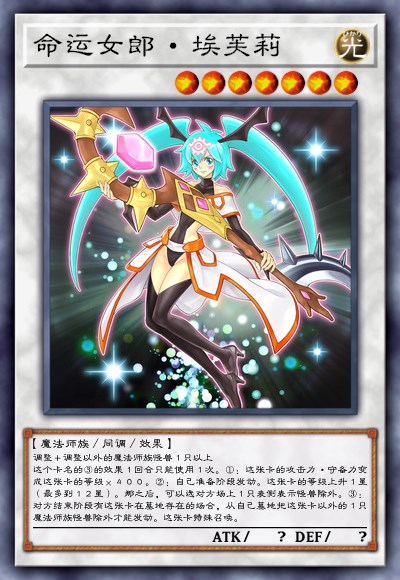 命运女郎·埃芙莉
光
【魔法师族/同调/效果】
调整+调整以外的魔法师族怪兽1只以上
这个卡名的③的效果1回合只能使用1次。①：这张卡的攻击力·守备力变
成这张卡的等级×400。②：自己准备阶段发动。这张卡的等级上升1星
（最多到12星）。那之后，可以选对方场上1只表侧表示怪兽除外。③：
对方结束阶段有这张卡在墓地存在的场合，从自己墓地把这张卡以外的1只
魔法师族怪兽除外才能发动。这张卡特殊召唤。
ATK/ ? DEF/ ?